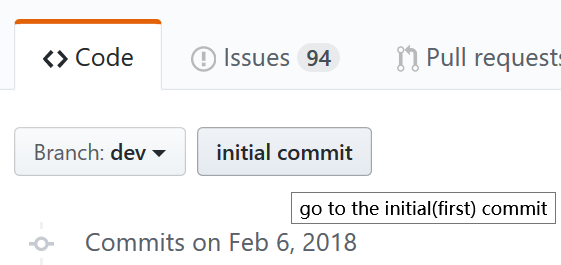 Code Issues 94 Pull requests
Branch: dev initial commit
go to the initial(first) commit
Commits on Feb 6, 2018